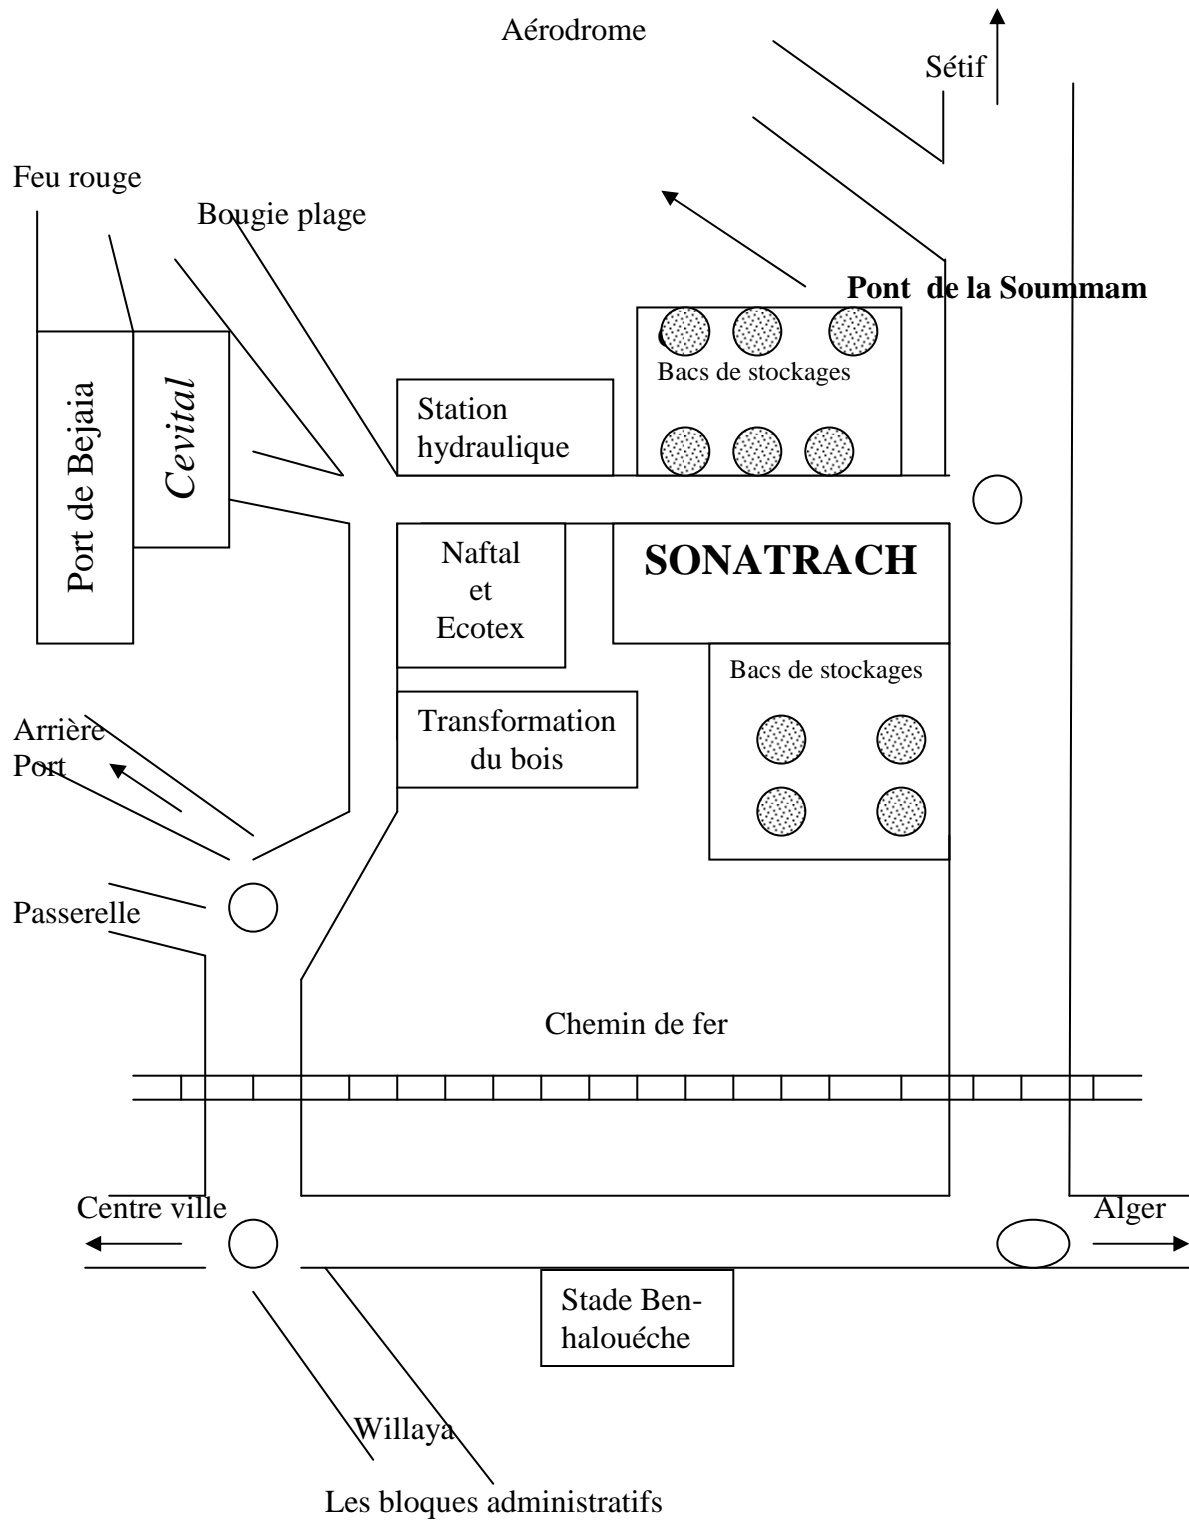 Aérodrome
Sétif
Feu rouge
Bougie plage
Pont de la Soummam
Bacs de stockages
Port de Bejaia
Cevital
Station
hydraulique
Naftal
et
Ecotex
SONATRACH
Bacs de stockages
Transformation
du bois
Arrière
Port
Passerelle
Chemin de fer
Centre ville
Alger
Stade Ben-
halouéche
Willaya
Les bloques administratifs